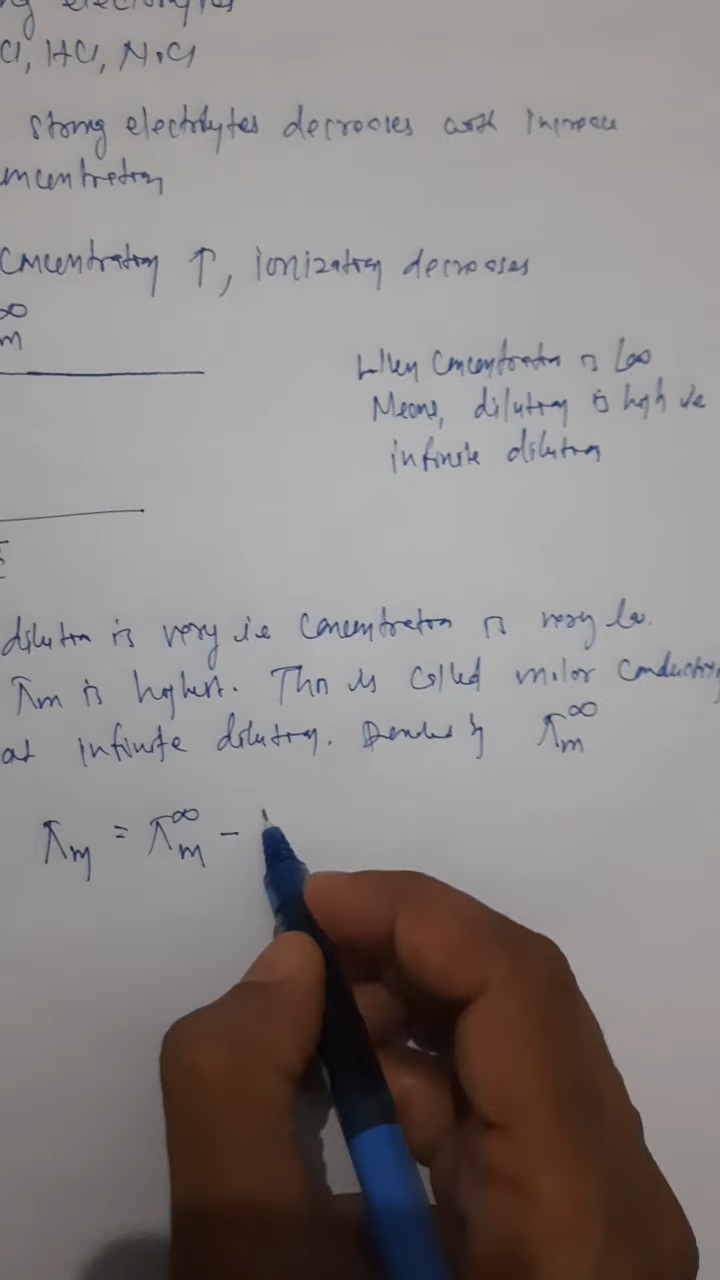 electrolytes
Cl, HCl, NaCl
strong electrolytes decreases with increase
ncentration
Concentration ↑, ionization decreases
∞
m
When Concentration is Low
Means, dilution is high i.e
infinite dilution
dilution is very i.e Concentration is very low.
λm is highest. This is called molar conductivity
at infinite dilution. Denoted by λm^∞
λm = λm^∞ -